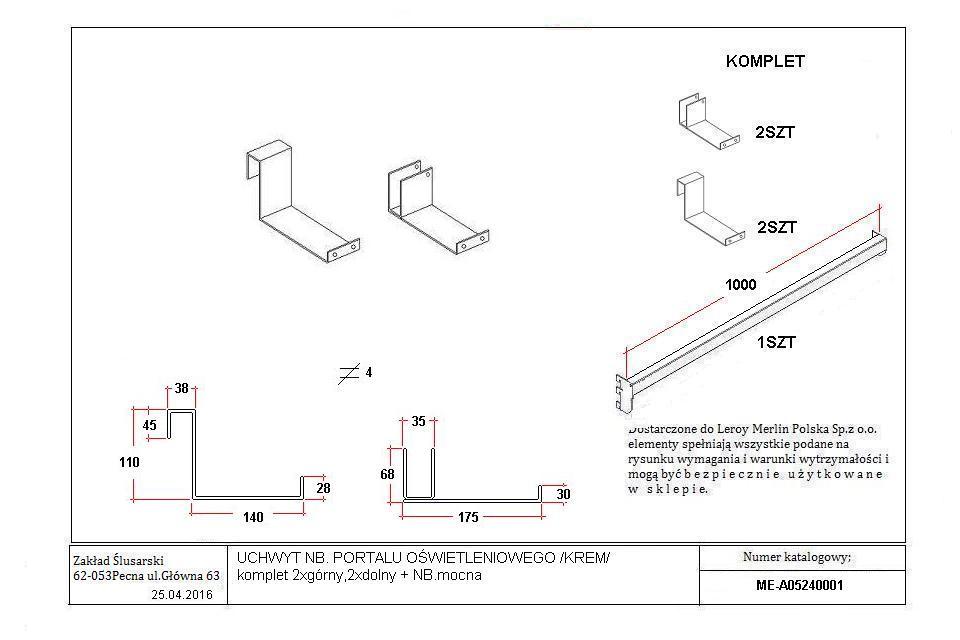 KOMPLET
2SZT
2SZT
1000
1SZT
4
38
45
110
28
140
35
68
30
175
Dostarczone do Leroy Merlin Polska Sp.z o.o.
elementy spełniają wszystkie podane na
rysunku wymagania i warunki wytrzymałości i
mogą być bezpiecznie użytkowane
w sklepie.
Zakład Ślusarski
62-053Pecna ul.Główna 63
25.04.2016
UCHWYT NB. PORTALU OŚWIETLENIOWEGO /KREM/
komplet 2xgórny,2xdolny + NB.mocna
Numer katalogowy;
ME-A05240001